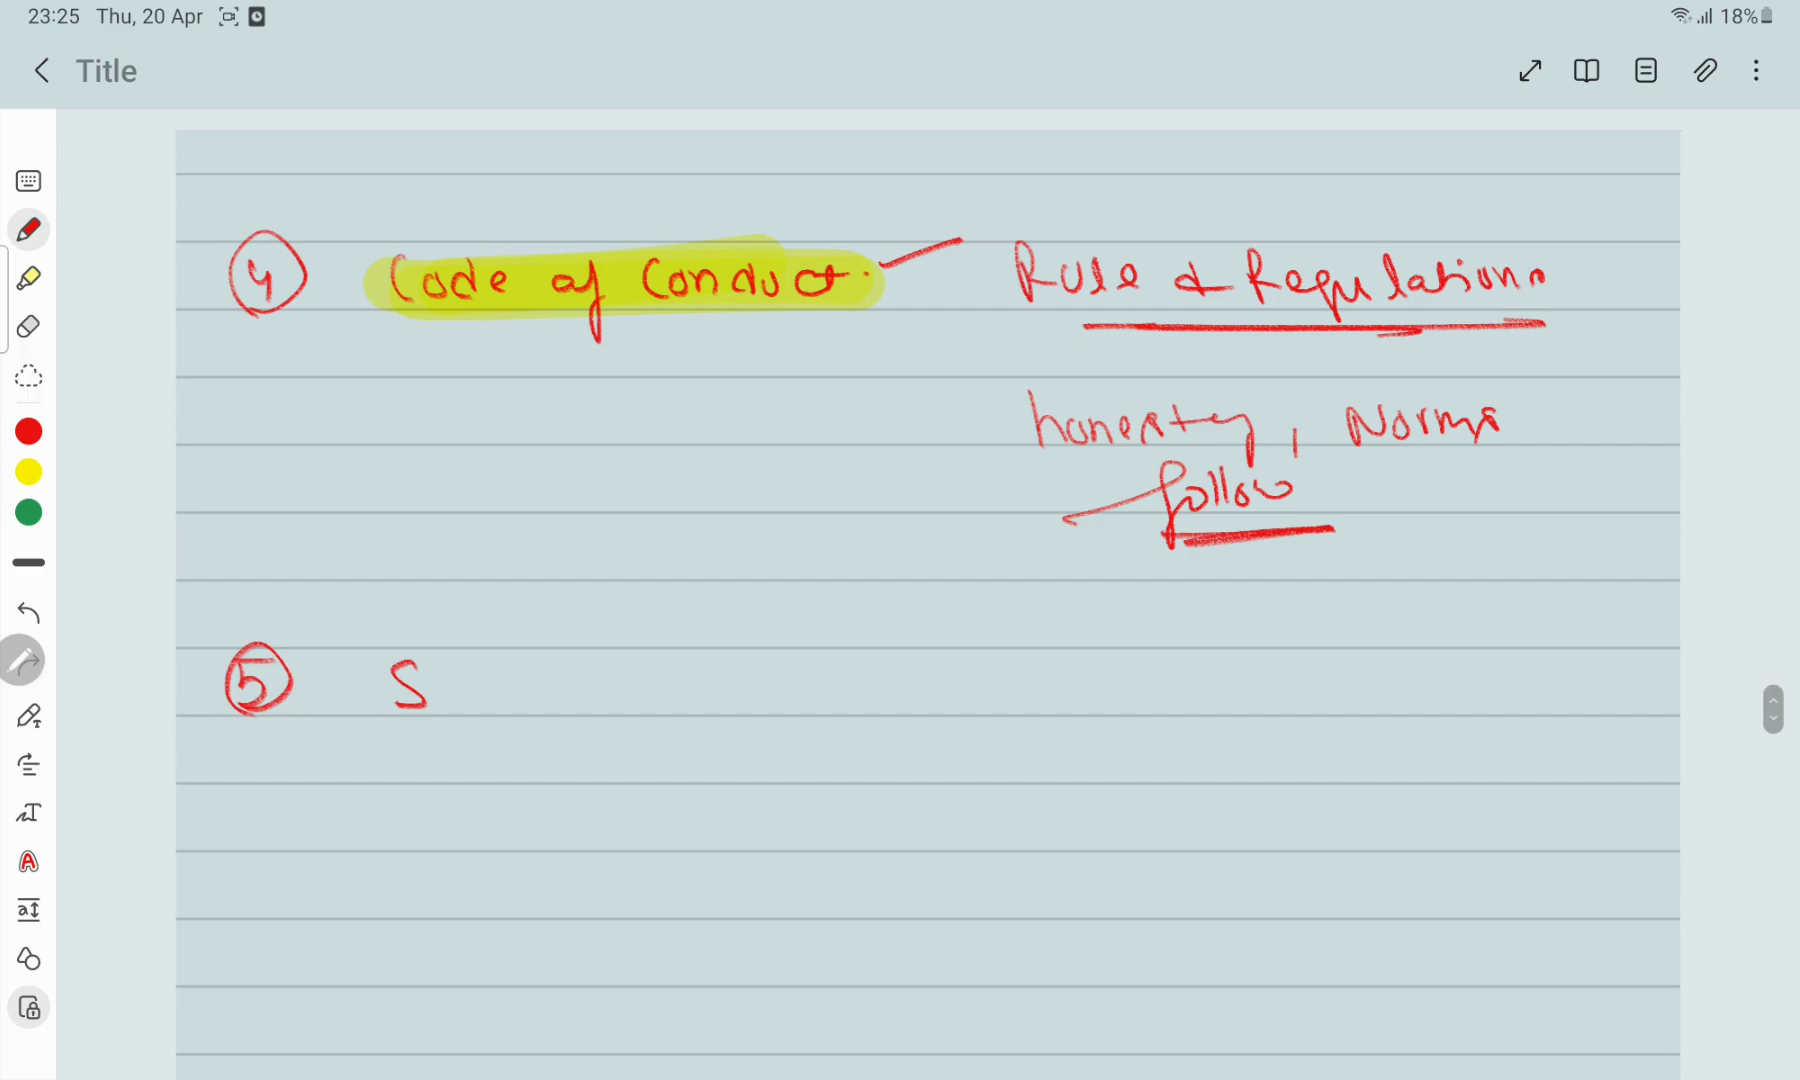 23:25 Thu, 20 Apr 18%
Title
4 Code of Conduct Rule & Regulations
honesty, Norms
follow
5 S